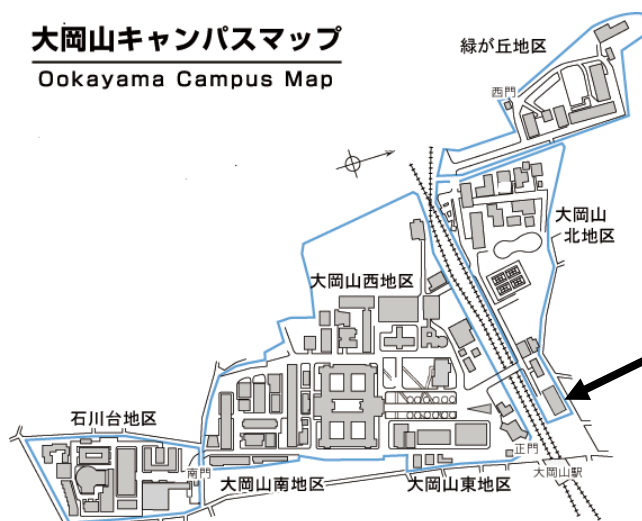 大岡山キャンパスマップ
Ookayama Campus Map
緑が丘地区
西門
大岡山
北地区
大岡山西地区
石川台地区
南門
大岡山南地区
大岡山東地区
正門
大岡山駅